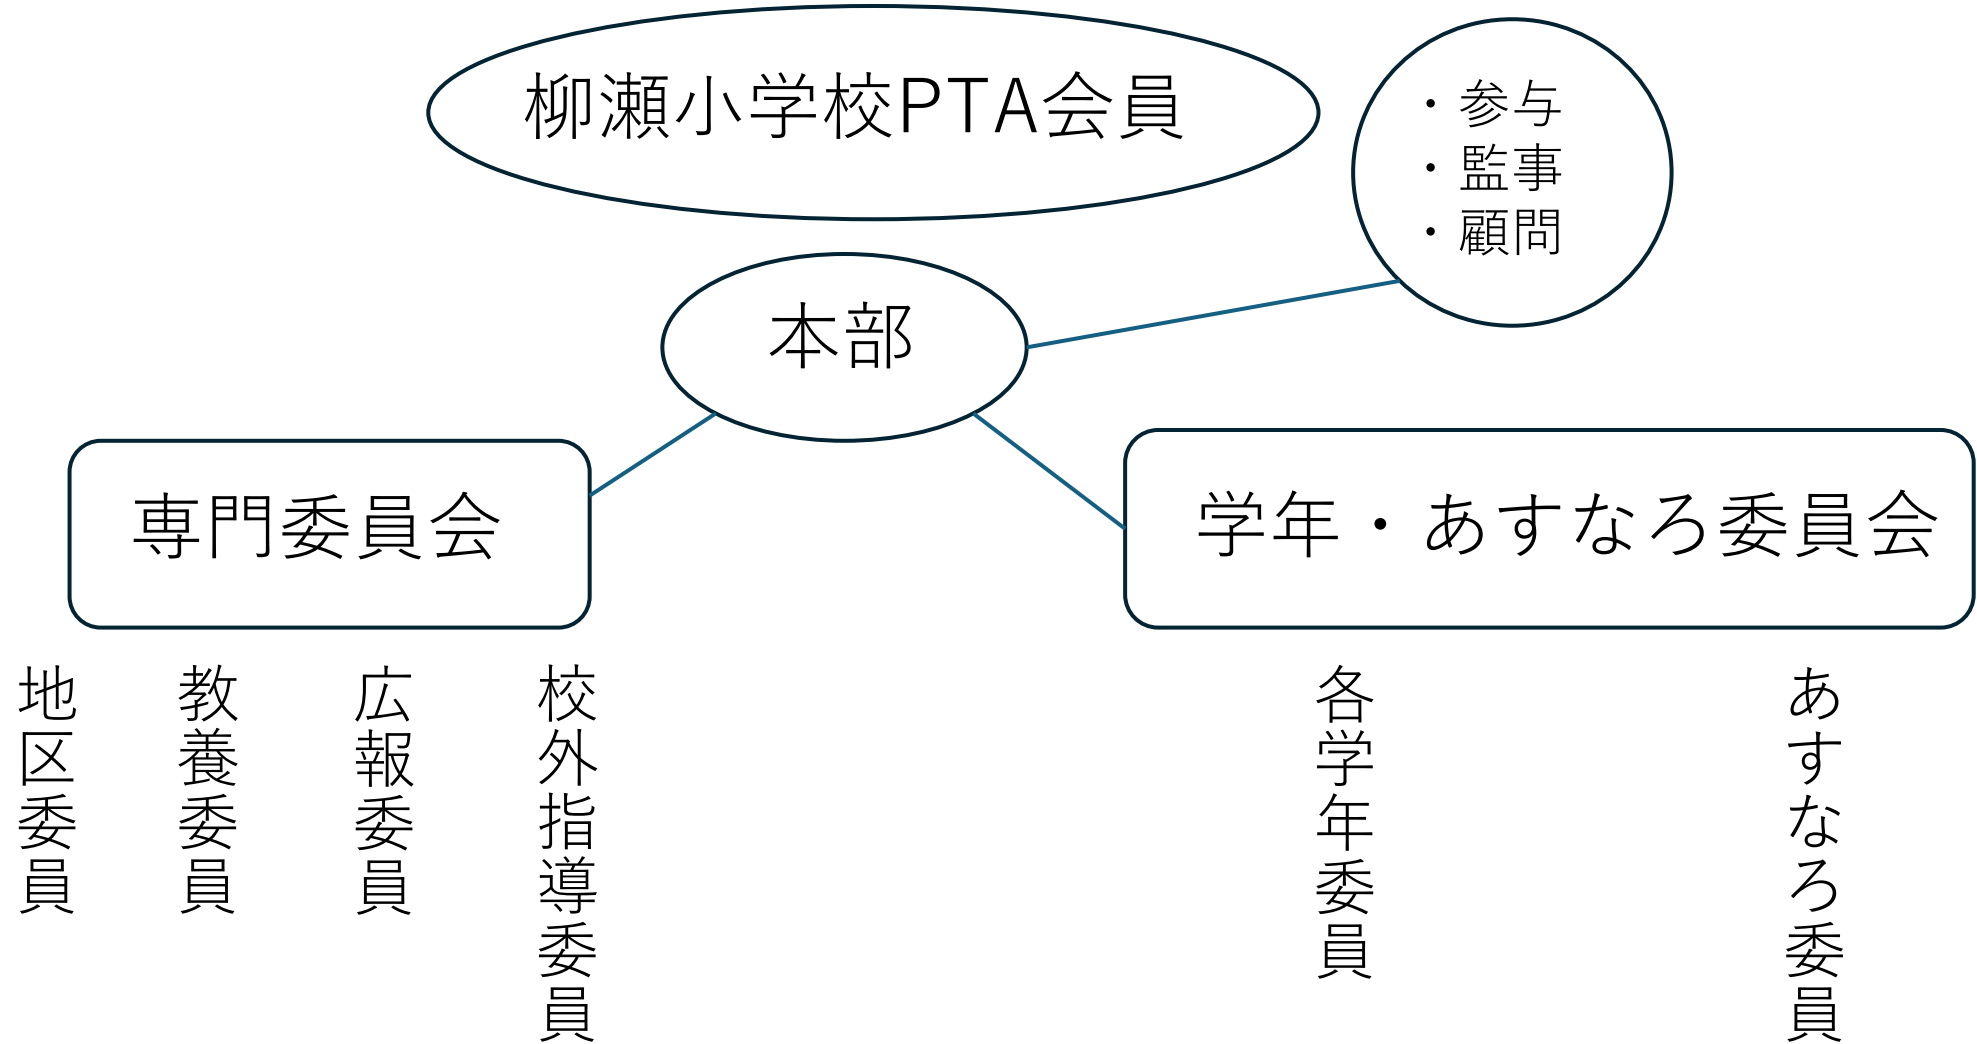 柳瀬小学校PTA会員
・参与
・監事
・顧問
本部
専門委員会
学年・あすなろ委員会
地区委員
教養委員
広報委員
校外指導委員
各学年委員
あすなろ委員